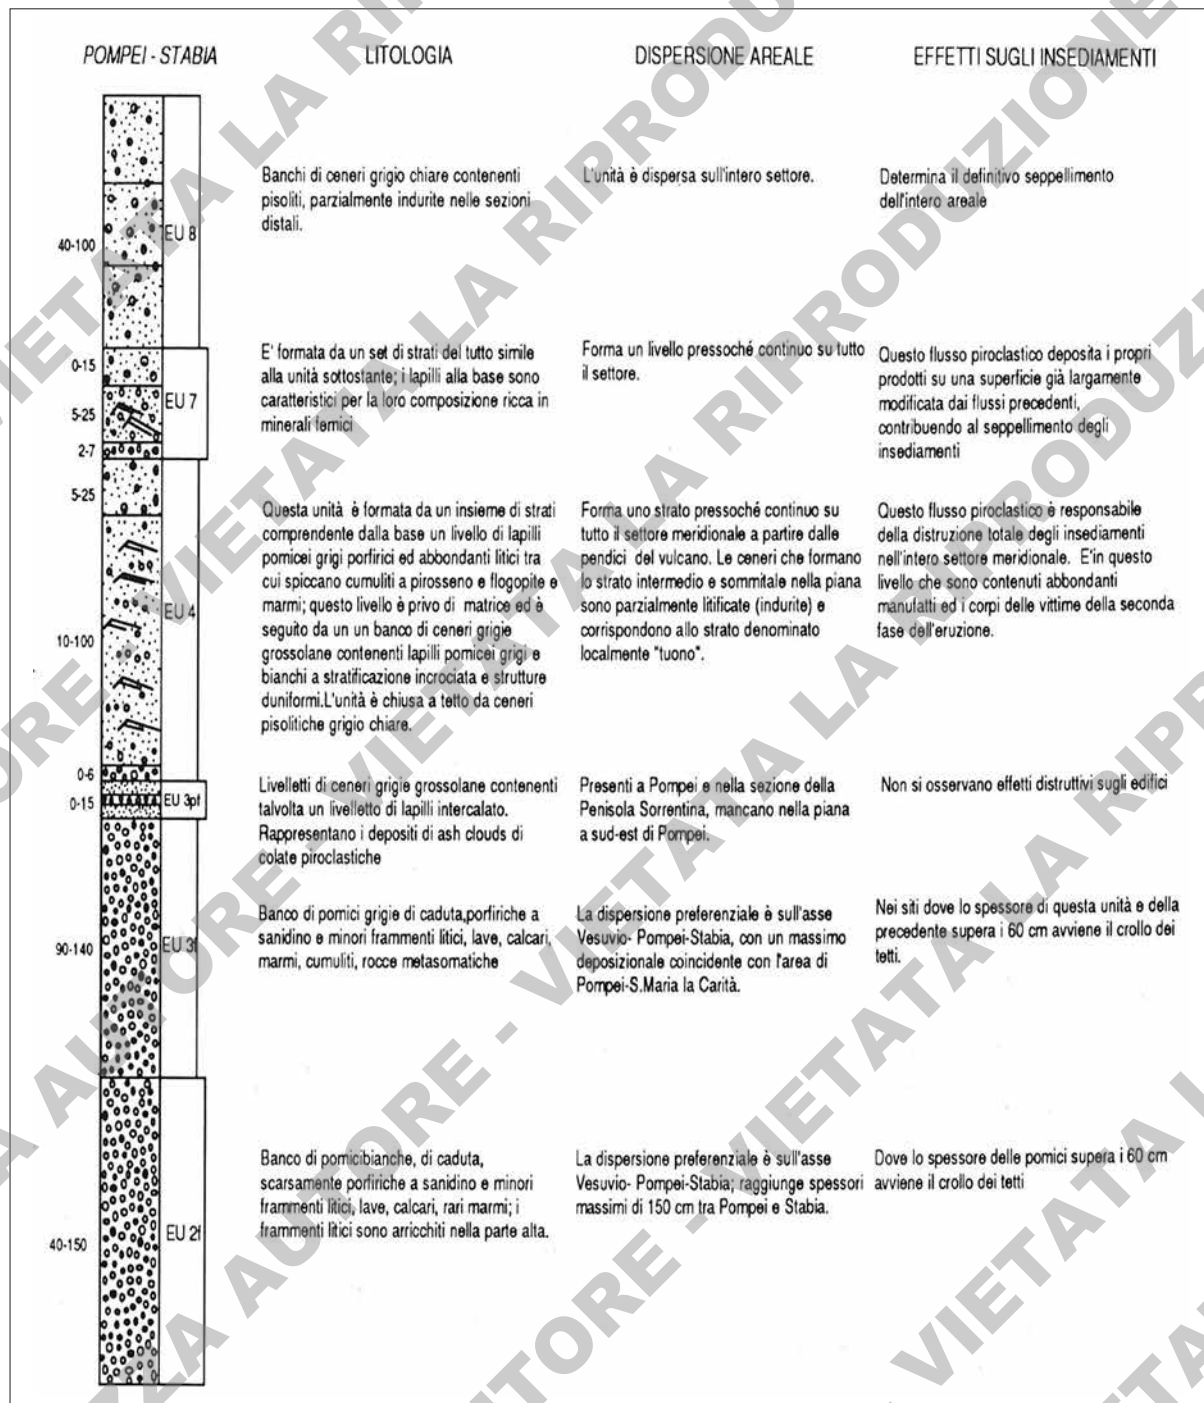 POMPEI - STABIA
LITOLOGIA
DISPERSIONE AREALE
EFFETTI SUGLI INSEDIAMENTI
40-100
EU 8
Banchi di ceneri grigio chiare contenenti
pisoliti, parzialmente indurite nelle sezioni
distali.
L'unità è dispersa sull'intero settore.
Determina il definitivo seppellimento
dell'intero areale
0-15
5-25
2-7
EU 7
E' formata da un set di strati del tutto simile
alla unità sottostante; i lapilli alla base sono
caratteristici per la loro composizione ricca in
minerali femici
Forma un livello pressoché continuo su tutto
il settore.
Questo flusso piroclastico deposita i propri
prodotti su una superficie già largamente
modificata dai flussi precedenti,
contribuendo al seppellimento degli
insediamenti
5-25
10-100
0-6
EU 4
Questa unità è formata da un insieme di strati
comprendente dalla base un livello di lapilli
pomicei grigi porfirici ed abbondanti litici tra
cui spiccano cumuliti a pirosseno e flogopite e
marmi; questo livello è privo di matrice ed è
seguito da un un banco di ceneri grigie
grossolane contenenti lapilli pomicei grigi e
bianchi a stratificazione incrociata e strutture
duniformi.L'unità è chiusa a tetto da ceneri
pisolitiche grigio chiare.
Forma uno strato pressoché continuo su
tutto il settore meridionale a partire dalle
pendici del vulcano. Le ceneri che formano
lo strato intermedio e sommitale nella piana
sono parzialmente litificate (indurite) e
corrispondono allo strato denominato
localmente "tuono".
Questo flusso piroclastico è responsabile
della distruzione totale degli insediamenti
nell'intero settore meridionale. E'in questo
livello che sono contenuti abbondanti
manufatti ed i corpi delle vittime della seconda
fase dell'eruzione.
0-15
EU 3pf
Livelletti di ceneri grigie grossolane contenenti
talvolta un livelletto di lapilli intercalato.
Rappresentano i depositi di ash clouds di
colate piroclastiche
Presenti a Pompei e nella sezione della
Penisola Sorrentina, mancano nella piana
a sud-est di Pompei.
Non si osservano effetti distruttivi sugli edifici
90-140
EU 3f
Banco di pomici grigie di caduta,porfiriche a
sanidino e minori frammenti litici, lave, calcari,
marmi, cumuliti, rocce metasomatiche
La dispersione preferenziale è sull'asse
Vesuvio- Pompei-Stabia, con un massimo
deposizionale coincidente con l'area di
Pompei-S.Maria la Carità.
Nei siti dove lo spessore di questa unità e della
precedente supera i 60 cm avviene il crollo dei
tetti.
40-150
EU 2f
Banco di pomicibianche, di caduta,
scarsamente porfiriche a sanidino e minori
frammenti litici, lave, calcari, rari marmi; i
frammenti litici sono arricchiti nella parte alta.
La dispersione preferenziale è sull'asse
Vesuvio- Pompei-Stabia; raggiunge spessori
massimi di 150 cm tra Pompei e Stabia.
Dove lo spessore delle pomici supera i 60 cm
avviene il crollo dei tetti
VIETATA LA RIPRODUZIONE
AUTORE - VIETATA LA RIPRODUZIONE
AUTORE - VIETATA LA RIPRODUZIONE